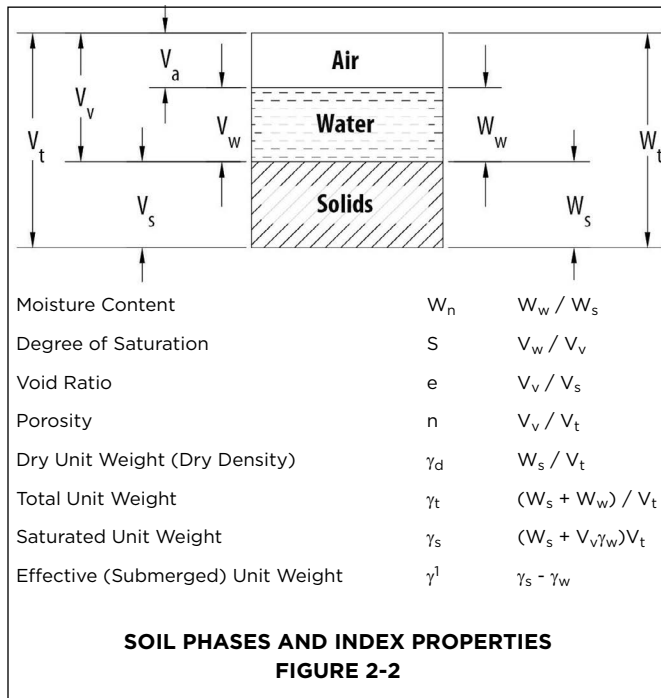 Air
V_a
V_v
V_w
Water
W_w
V_t
W_t
V_s
Solids
W_s
Moisture Content W_n W_w / W_s
Degree of Saturation S V_w / V_v
Void Ratio e V_v / V_s
Porosity n V_v / V_t
Dry Unit Weight (Dry Density) γ_d W_s / V_t
Total Unit Weight γ_t (W_s + W_w) / V_t
Saturated Unit Weight γ_s (W_s + V_vγ_w)V_t
Effective (Submerged) Unit Weight γ^1 γ_s - γ_w
SOIL PHASES AND INDEX PROPERTIES
FIGURE 2-2